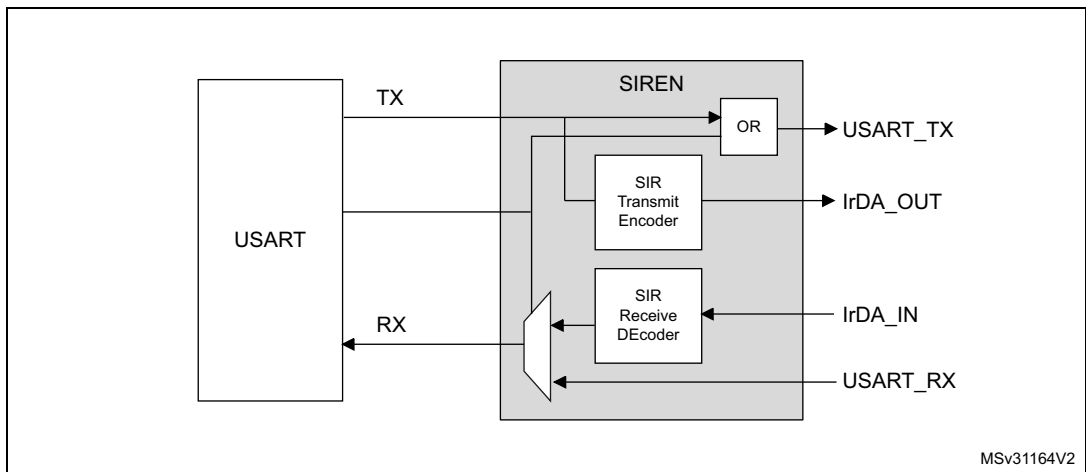 SIREN
TX
OR
USART_TX
SIR
Transmit
Encoder
IrDA_OUT
USART
SIR
Receive
DEcoder
IrDA_IN
RX
USART_RX
MSv31164V2